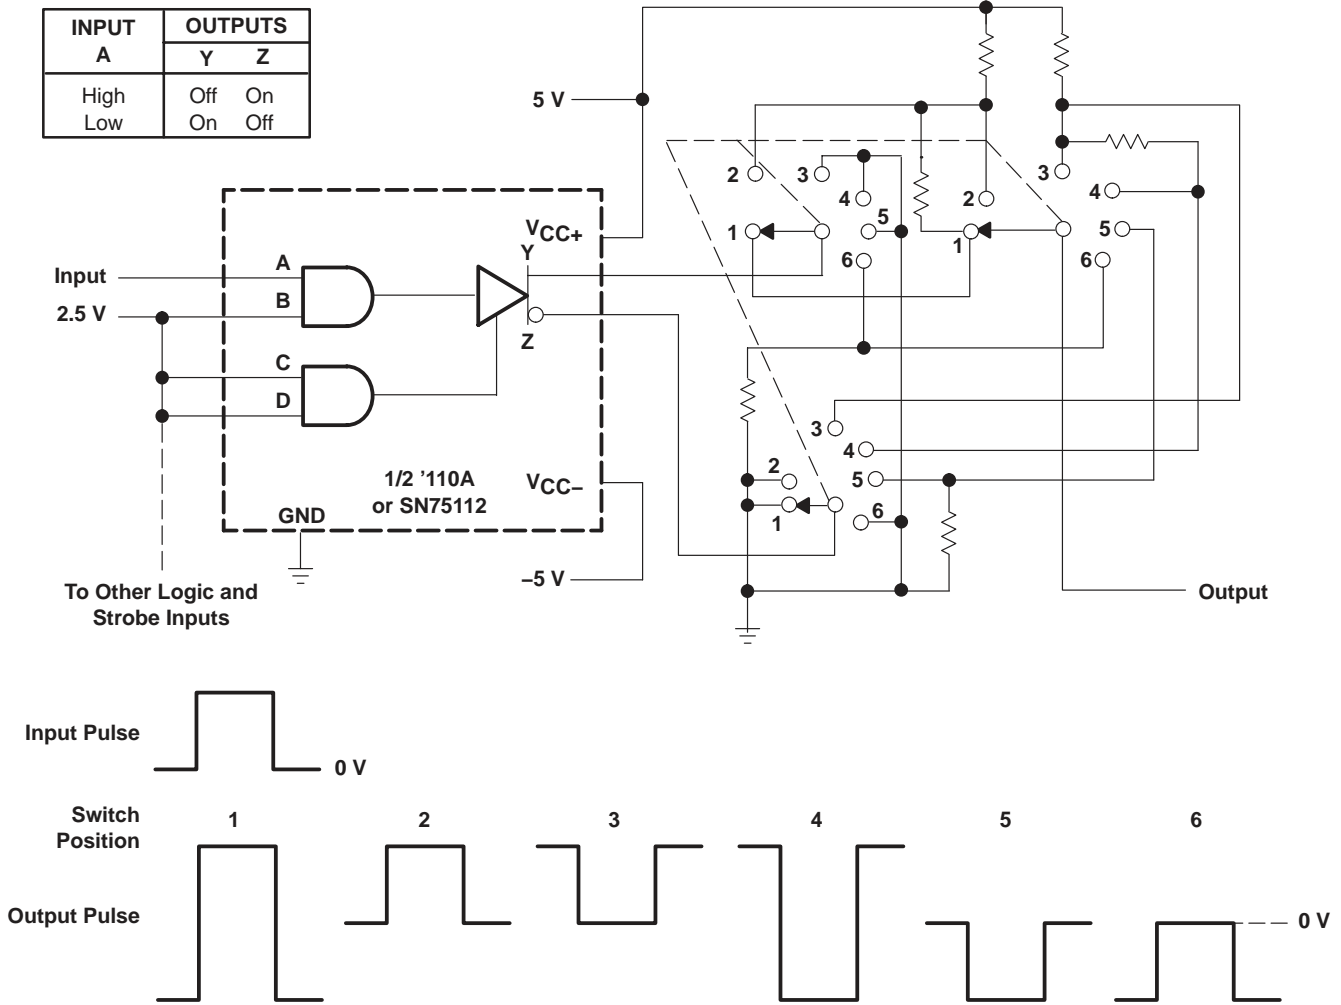 INPUT OUTPUTS
A Y Z
High Off On
Low On Off
5 V
2 3 4 5 6 1
2 3 4 5 6 1
VCC+
Y
Input A
2.5 V B
Z
C
D
3
4
2 5
1 6
1/2 '110A
or SN75112
VCC–
GND
–5 V
To Other Logic and
Strobe Inputs
Output
Input Pulse
0 V
Switch
Position
1 2 3 4 5 6
Output Pulse
0 V